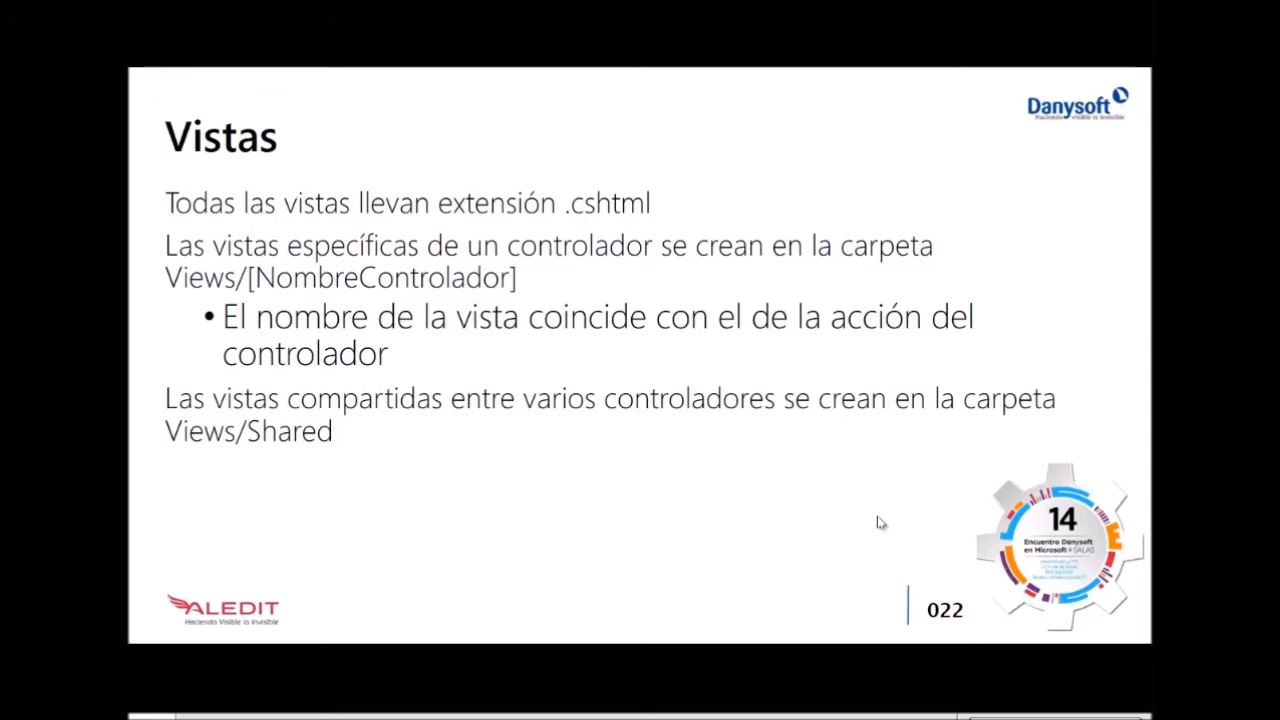 Danysoft
Haciendo visible lo invisible
Vistas
Todas las vistas llevan extensión .cshtml
Las vistas específicas de un controlador se crean en la carpeta
Views/[NombreControlador]
• El nombre de la vista coincide con el de la acción del
controlador
Las vistas compartidas entre varios controladores se crean en la carpeta
Views/Shared
14
Encuentro Danysoft
en Microsoft 4 SALAS
ALEDIT
Haciendo Visible lo Invisible
022